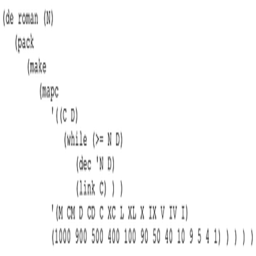 (de roman (N)
(pack
(make
(mapc
'((C D)
(while (>= N D)
(dec 'N D)
(link C) ) )
'(M CM D CD C XC L XL X IX V IV I)
(1000 900 500 400 100 90 50 40 10 9 5 4 1) ) ) ) )